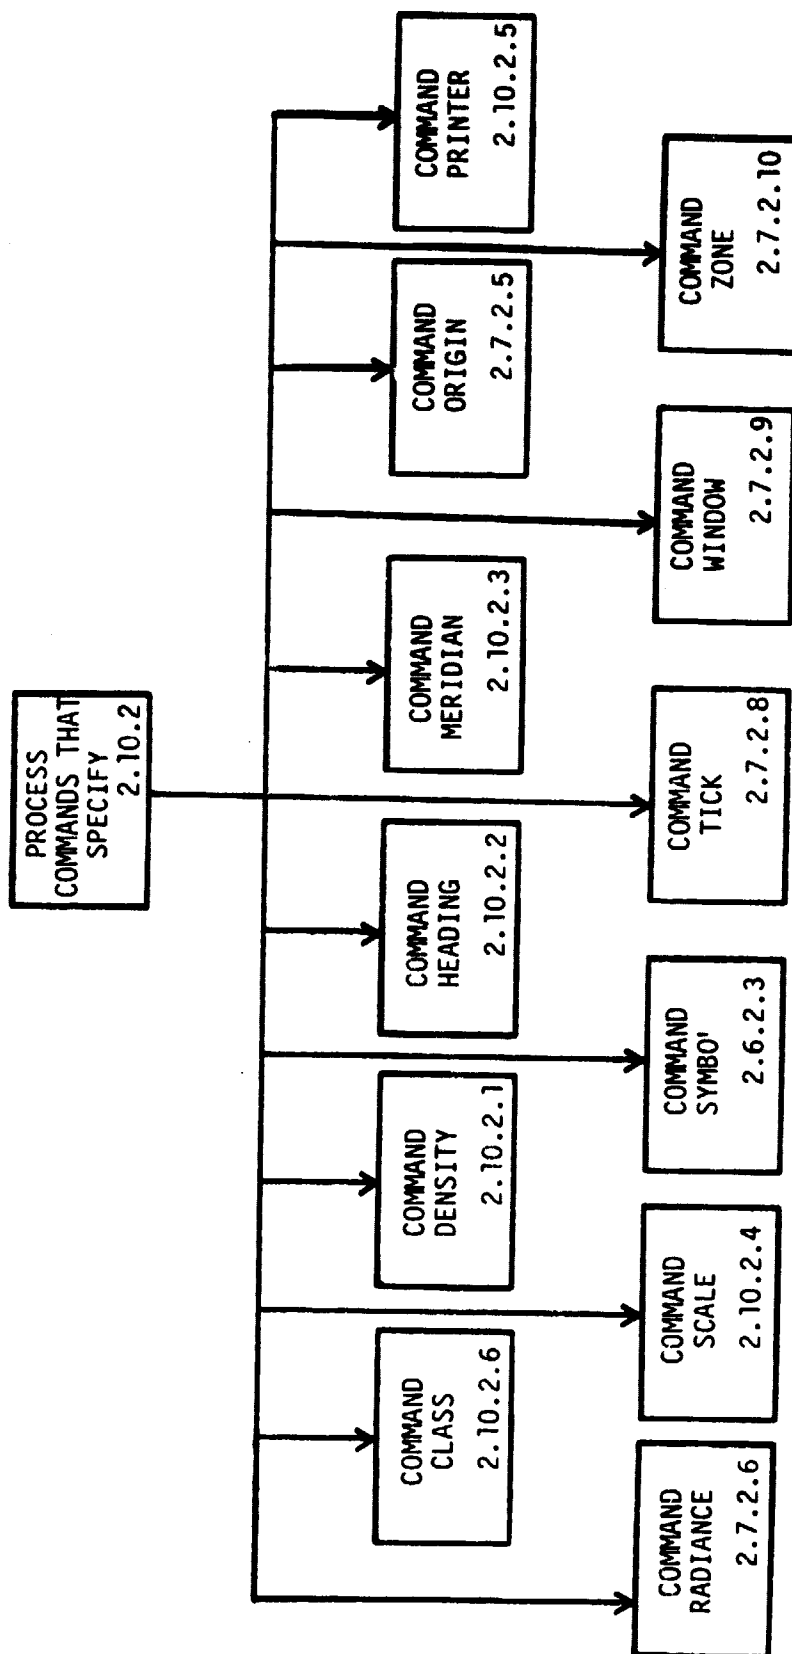 PROCESS
COMMANDS THAT
SPECIFY
2.10.2
COMMAND
CLASS
2.10.2.6
COMMAND
DENSITY
2.10.2.1
COMMAND
HEADING
2.10.2.2
COMMAND
MERIDIAN
2.10.2.3
COMMAND
ORIGIN
2.7.2.5
COMMAND
PRINTER
2.10.2.5
COMMAND
RADIANCE
2.7.2.6
COMMAND
SCALE
2.10.2.4
COMMAND
SYMBO'
2.6.2.3
COMMAND
TICK
2.7.2.8
COMMAND
WINDOW
2.7.2.9
COMMAND
ZONE
2.7.2.10